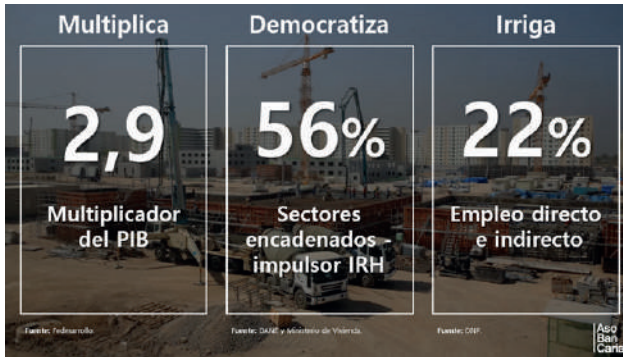 Multiplica
2,9
Multiplicador
del PIB
Fuente: Fedesarrollo.
Democratiza
56%
Sectores
encadenados -
impulsor IRH
Fuente: DANE y Ministerio de Vivienda.
Irriga
22%
Empleo directo
e indirecto
Fuente: DNP.
Aso
Ban
Caria